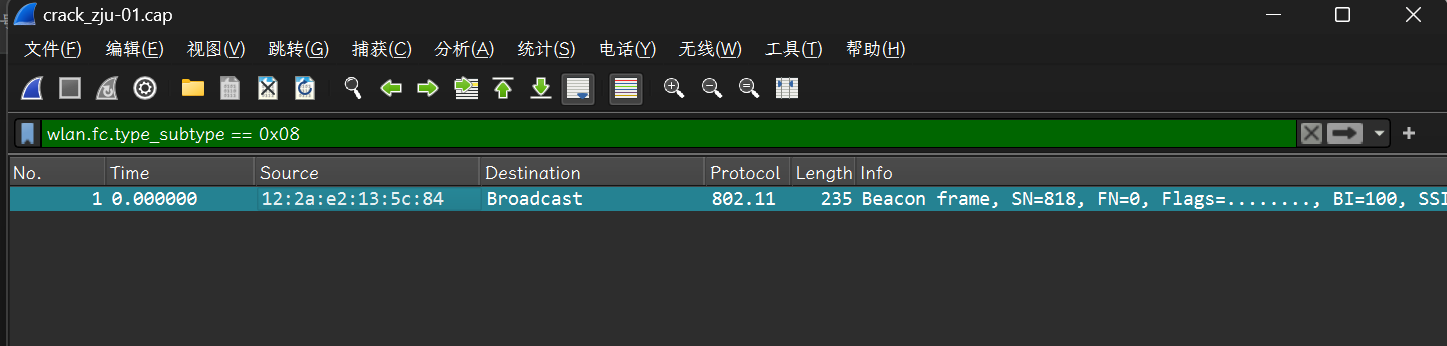 crack_zju-01.cap
文件(F) 编辑(E) 视图(V) 跳转(G) 捕获(C) 分析(A) 统计(S) 电话(Y) 无线(W) 工具(T) 帮助(H)
wlan.fc.type_subtype == 0x08
No. Time Source Destination Protocol Length Info
1 0.000000 12:2a:e2:13:5c:84 Broadcast 802.11 235 Beacon frame, SN=818, FN=0, Flags=........, BI=100, SSI